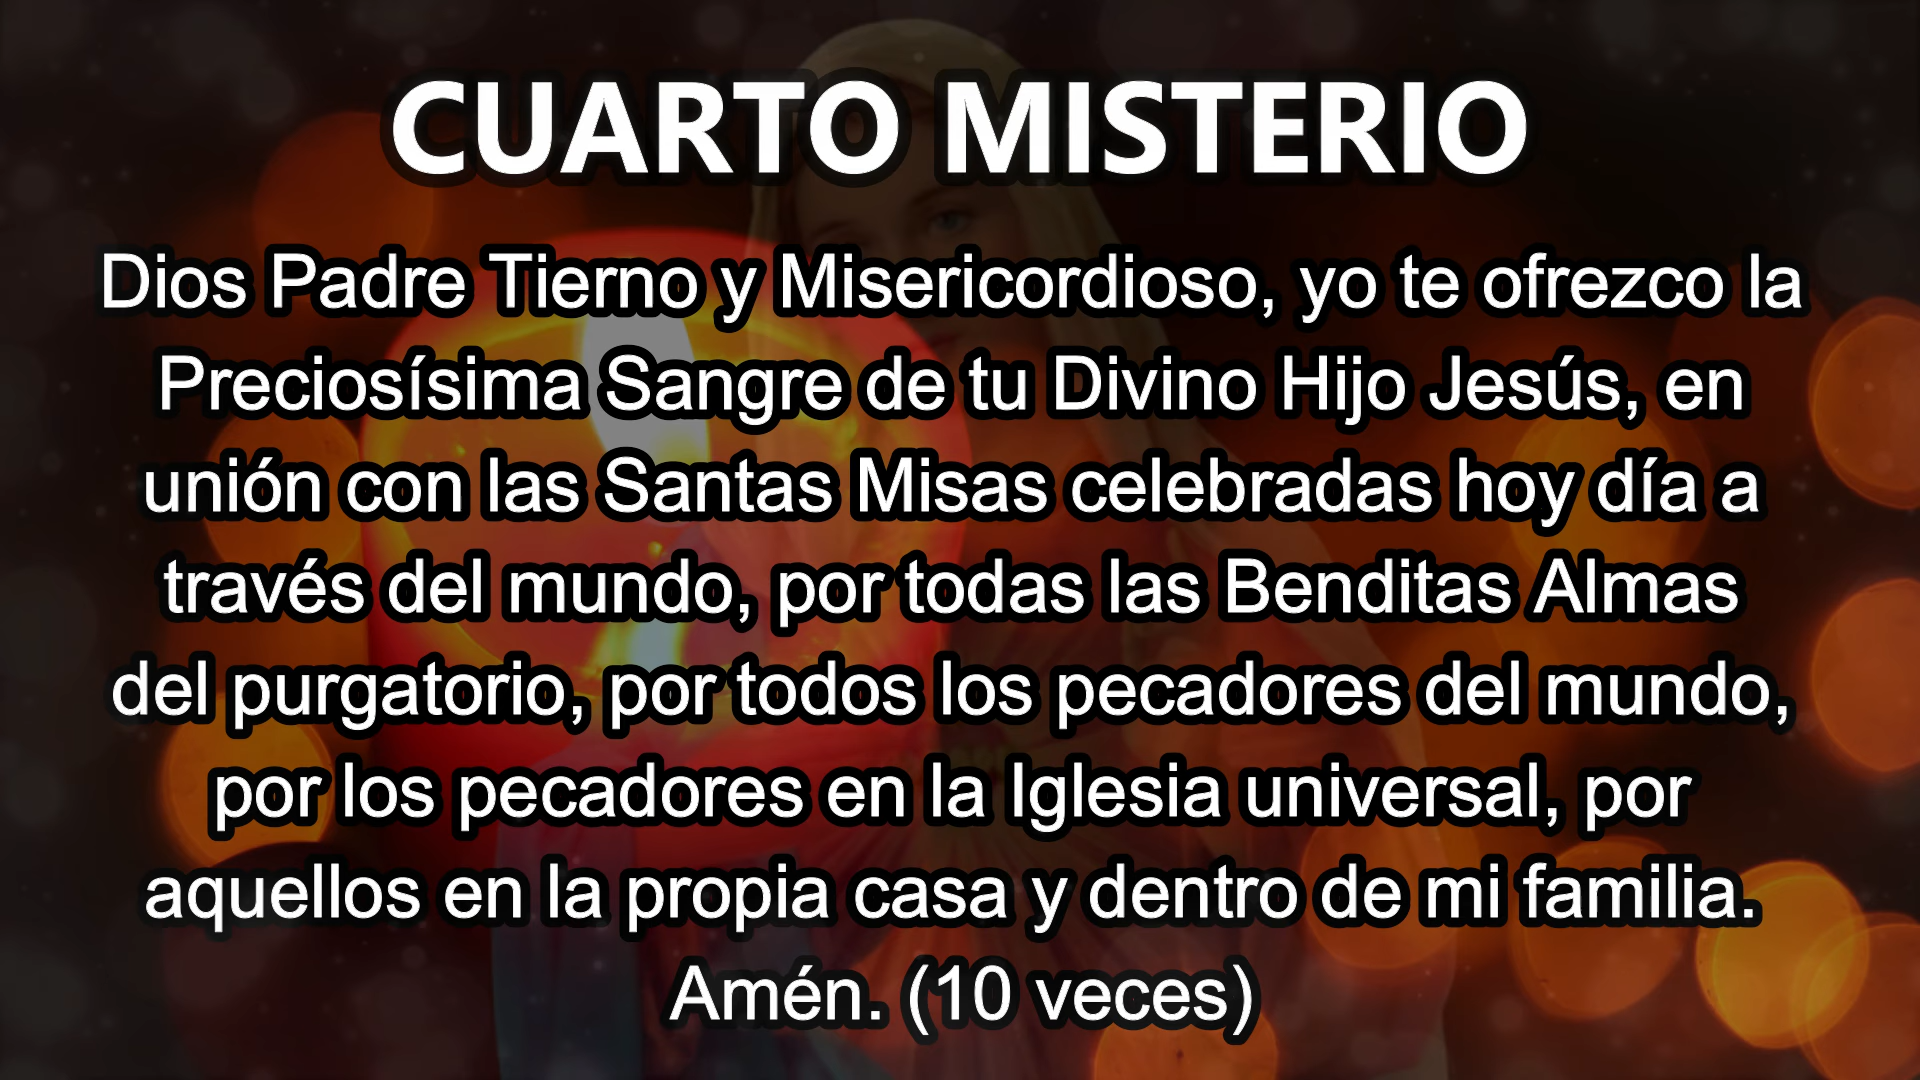 CUARTO MISTERIO
Dios Padre Tierno y Misericordioso, yo te ofrezco la
Preciosísima Sangre de tu Divino Hijo Jesús, en
unión con las Santas Misas celebradas hoy día a
través del mundo, por todas las Benditas Almas
del purgatorio, por todos los pecadores del mundo,
por los pecadores en la Iglesia universal, por
aquellos en la propia casa y dentro de mi familia.
Amén. (10 veces)